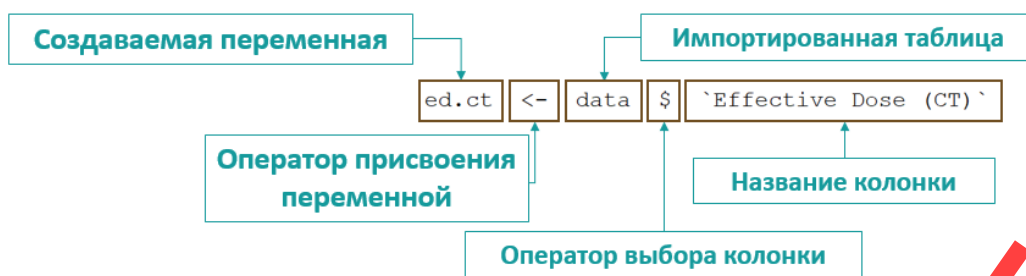 Создаваемая переменная
Импортированная таблица
ed.ct <- data $ `Effective Dose (CT)`
Оператор присвоения
переменной
Название колонки
Оператор выбора колонки